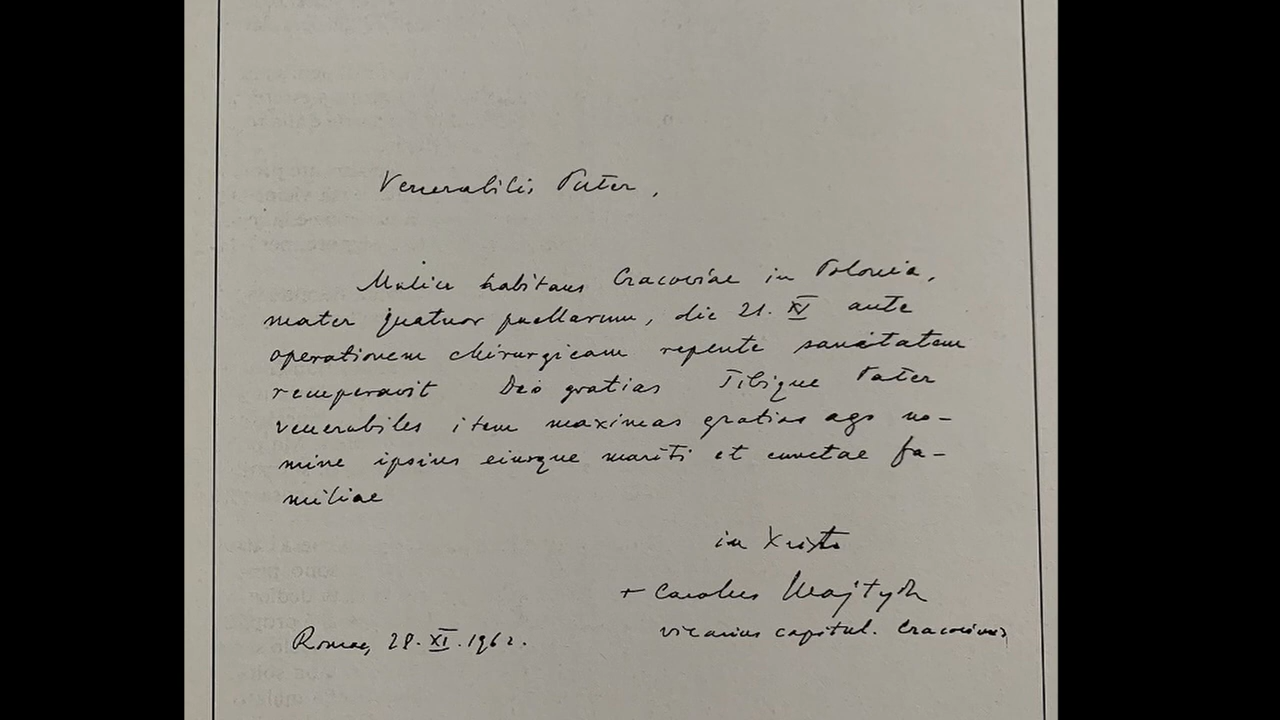 Venerabilis Pater,
Mulier habitans Cracoviae in Polonia,
mater quatuor puellarum, die 21. XI ante
operationem chirurgicam repente sanitatem
recuperavit Deo gratias Tibique Pater
venerabiles item maximas gratias ago no-
mine ipsius eiusque mariti et cunctae fa-
miliae
in Xristo
+ Carolus Wojtyła
vicarius capitul. Cracoviensis
Romae, 28. XI. 1962.